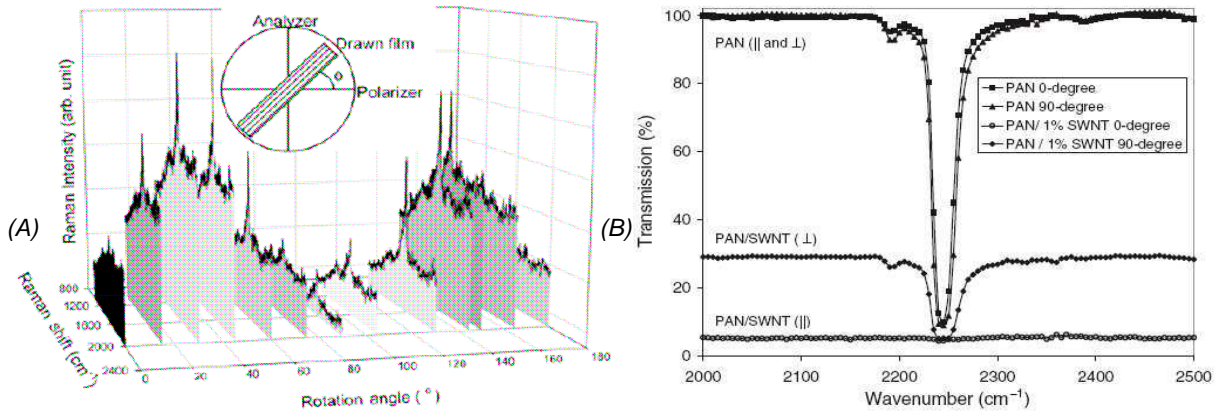 (A)
Analyzer
Drawn film
Polarizer
Raman Intensity (arb. unit)
800
1200
1600
2000
2400
Raman shift (cm⁻¹)
0
20
40
60
80
100
120
140
160
180
Rotation angle (°)
(B)
100
80
60
40
20
0
Transmission (%)
PAN (|| and ⊥)
PAN 0-degree
PAN 90-degree
PAN/ 1% SWNT 0-degree
PAN / 1% SWNT 90-degree
PAN/SWNT (⊥)
PAN/SWNT (||)
2000
2100
2200
2300
2400
2500
Wavenumber (cm⁻¹)